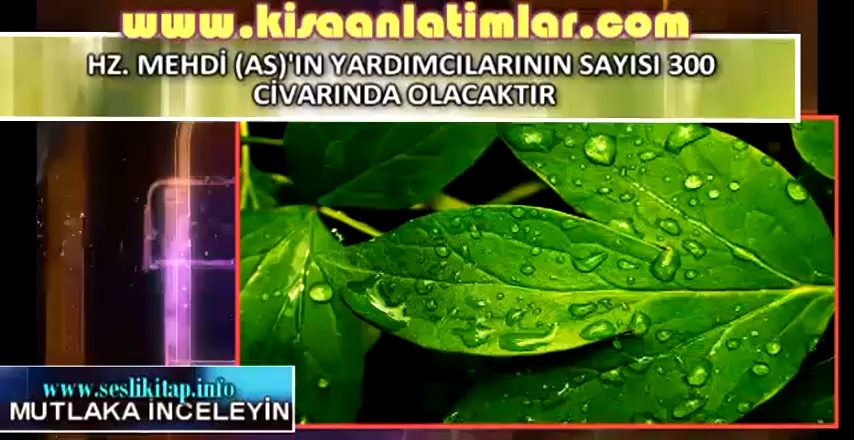 www.kisaanlatimlar.com
HZ. MEHDİ (AS)'IN YARDIMCILARININ SAYISI 300
CİVARINDA OLACAKTIR
www.seslikitap.info
MUTLAKA İNCELEYİN